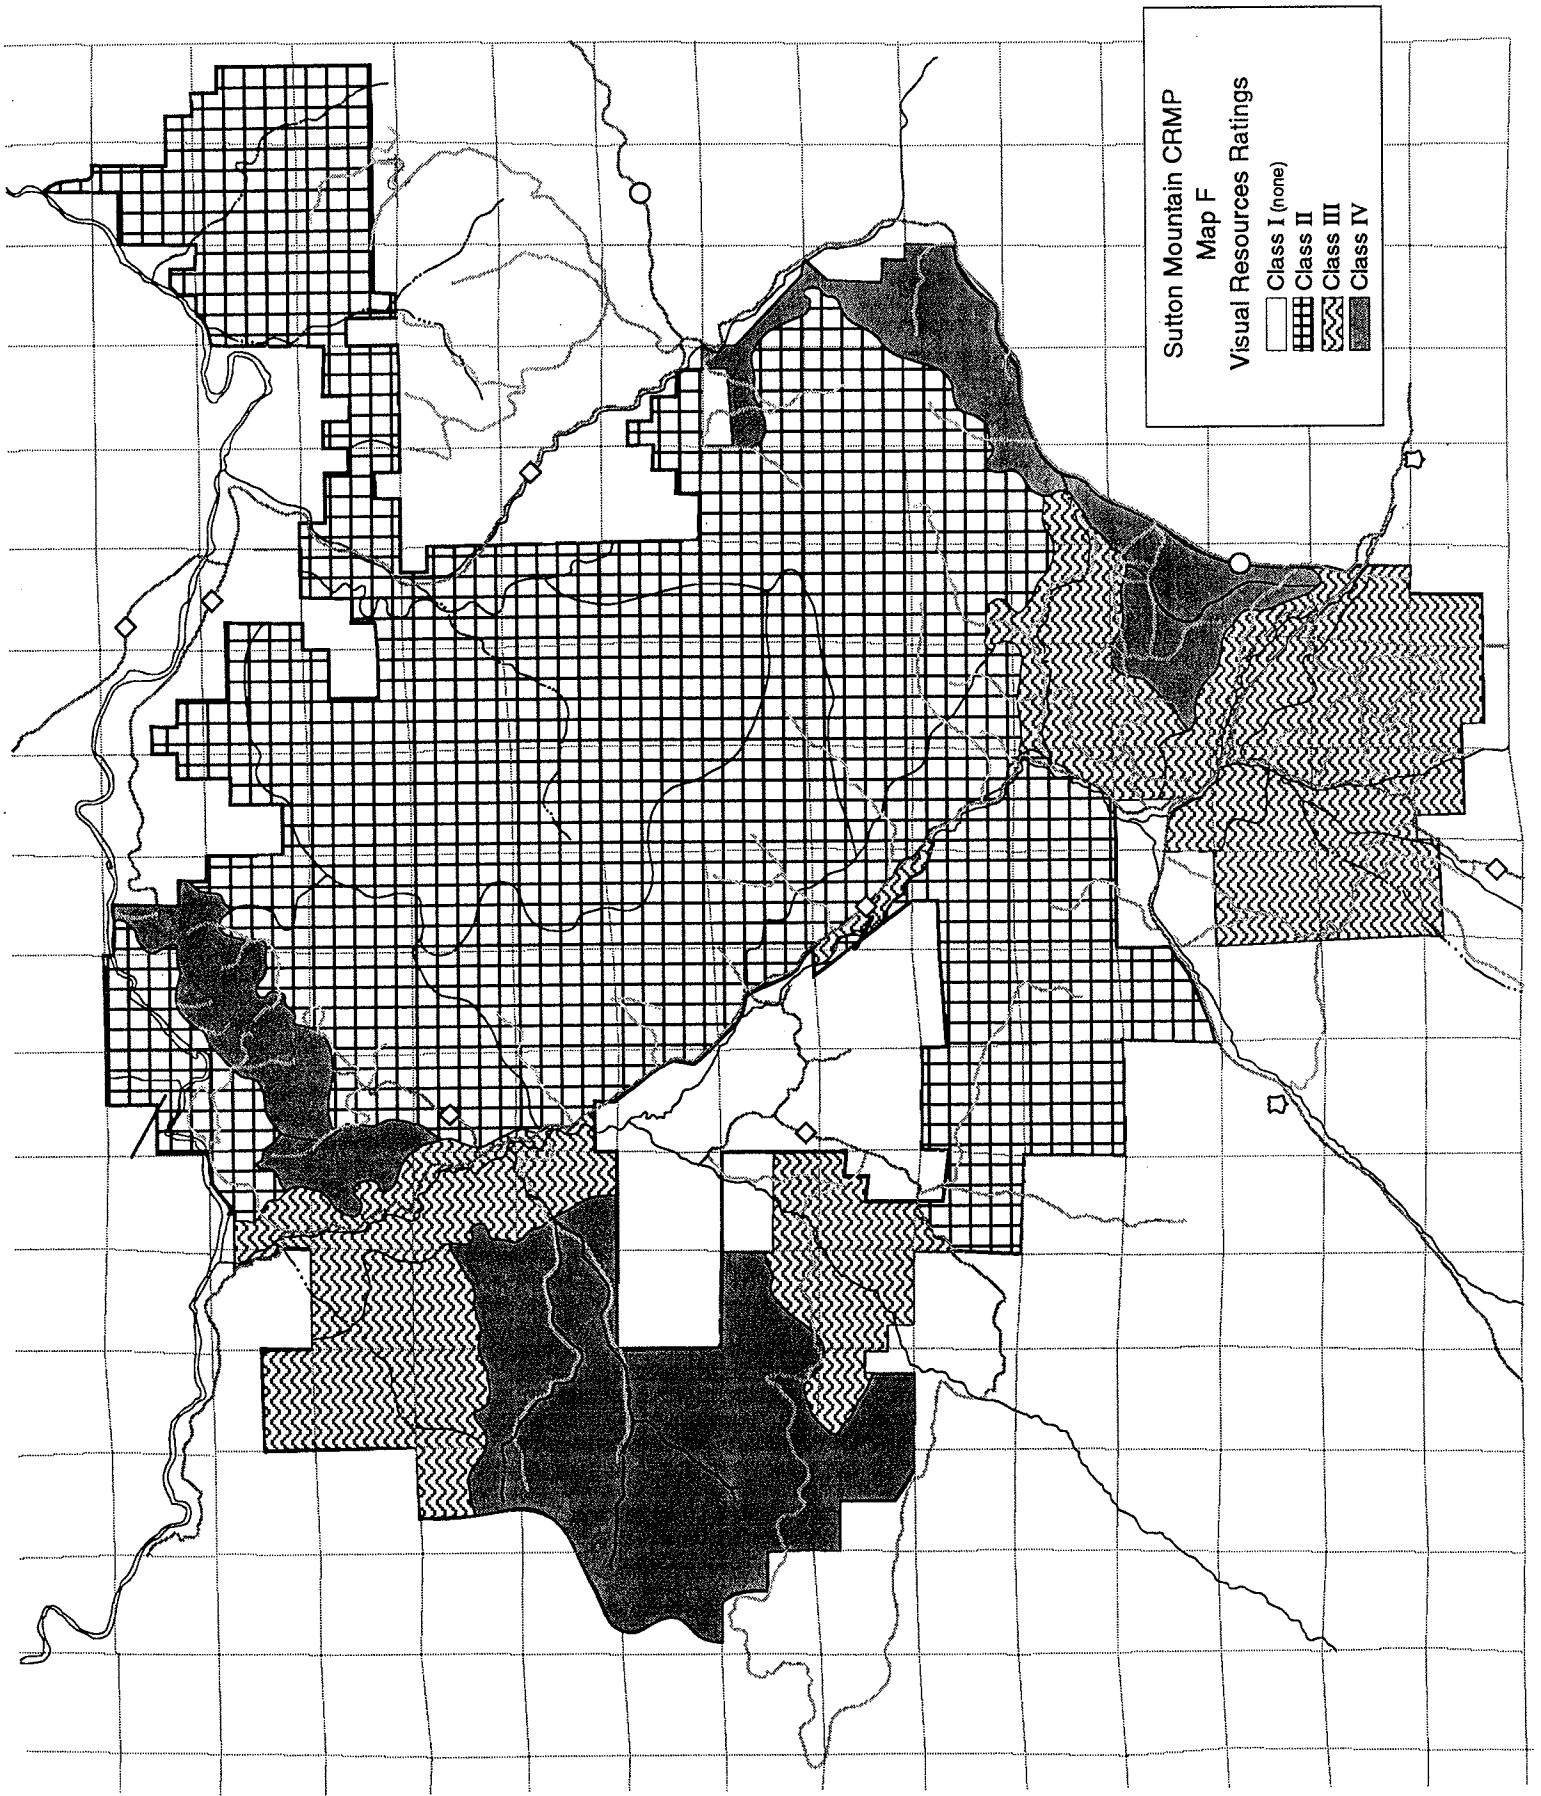 Sutton Mountain CRMP
Map F
Visual Resources Ratings
Class I (none)
Class II
Class III
Class IV